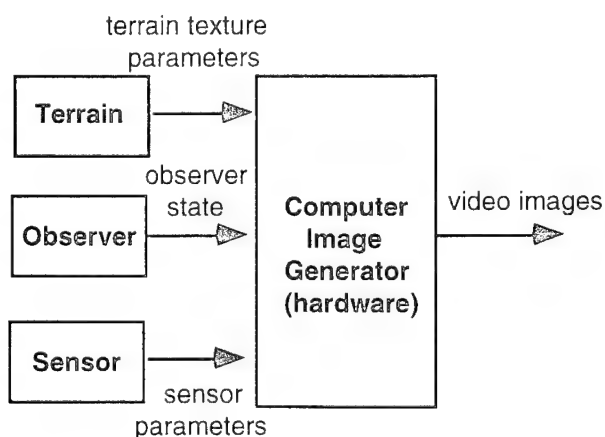 terrain texture
parameters
Terrain
observer
state
Observer
Computer
Image
Generator
(hardware)
video images
Sensor
sensor
parameters